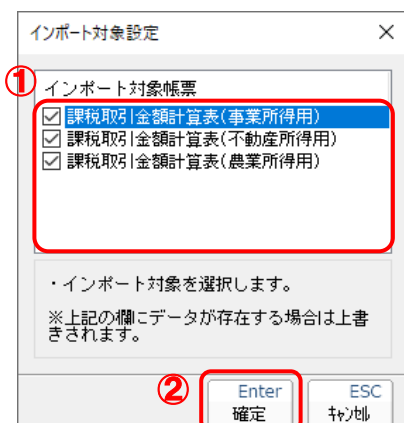 インポート対象設定
①
インポート対象帳票
課税取引金額計算表(事業所得用)
課税取引金額計算表(不動産所得用)
課税取引金額計算表(農業所得用)
・インポート対象を選択します。
※上記の欄にデータが存在する場合は上書
きされます。
②
Enter
確定
ESC
キャンセル